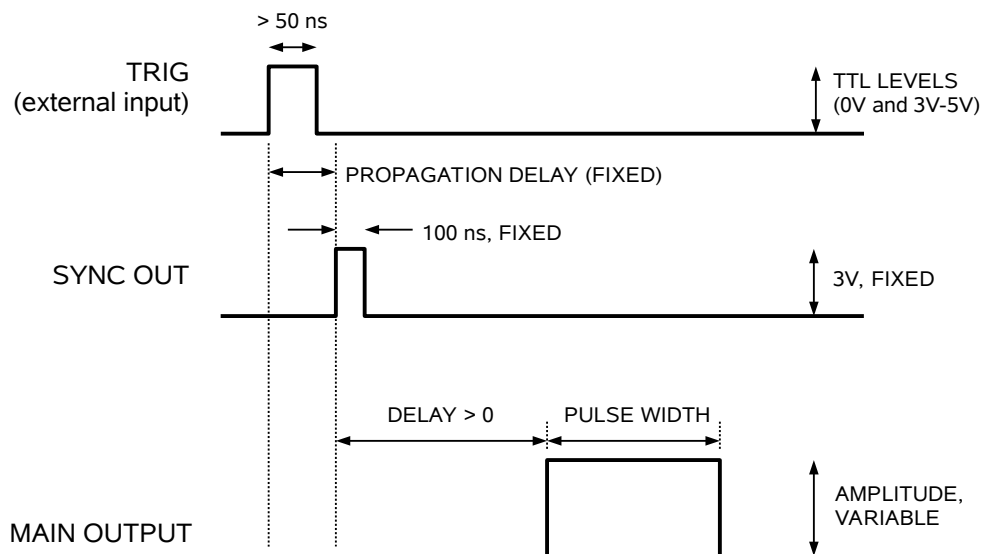 > 50 ns
TRIG
(external input)
TTL LEVELS
(0V and 3V-5V)
PROPAGATION DELAY (FIXED)
100 ns, FIXED
SYNC OUT
3V, FIXED
DELAY > 0
PULSE WIDTH
MAIN OUTPUT
AMPLITUDE,
VARIABLE